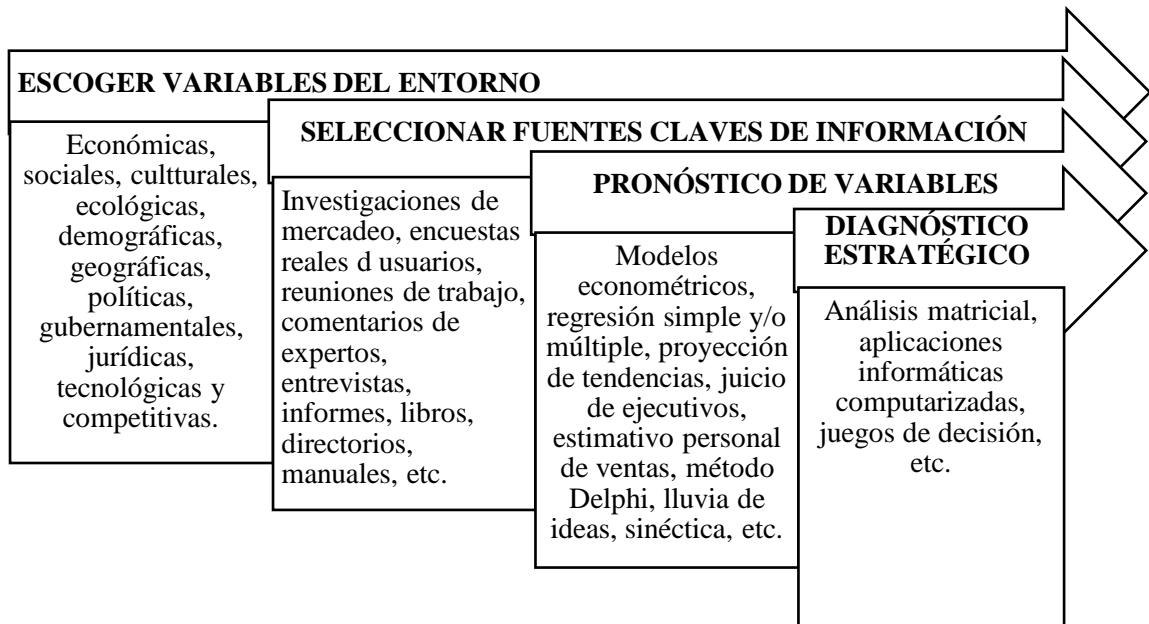 ESCOGER VARIABLES DEL ENTORNO
Económicas,
sociales, cultturales,
ecológicas,
demográficas,
geográficas,
políticas,
gubernamentales,
jurídicas,
tecnológicas y
competitivas.
SELECCIONAR FUENTES CLAVES DE INFORMACIÓN
Investigaciones de
mercadeo, encuestas
reales d usuarios,
reuniones de trabajo,
comentarios de
expertos,
entrevistas,
informes, libros,
directorios,
manuales, etc.
PRONÓSTICO DE VARIABLES
Modelos
econométricos,
regresión simple y/o
múltiple, proyección
de tendencias, juicio
de ejecutivos,
estimativo personal
de ventas, método
Delphi, lluvia de
ideas, sinéctica, etc.
DIAGNÓSTICO
ESTRATÉGICO
Análisis matricial,
aplicaciones
informáticas
computarizadas,
juegos de decisión,
etc.